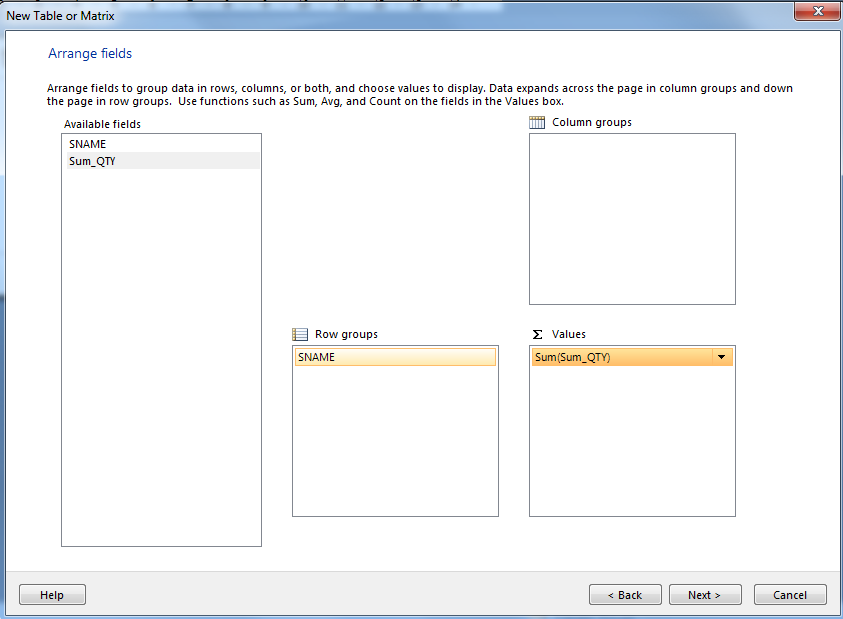 New Table or Matrix
Arrange fields
Arrange fields to group data in rows, columns, or both, and choose values to display. Data expands across the page in column groups and down
the page in row groups.  Use functions such as Sum, Avg, and Count on the fields in the Values box.
Available fields
SNAME
Sum_QTY
Column groups
Row groups
SNAME
Σ Values
Sum(Sum_QTY)
Help
< Back
Next >
Cancel